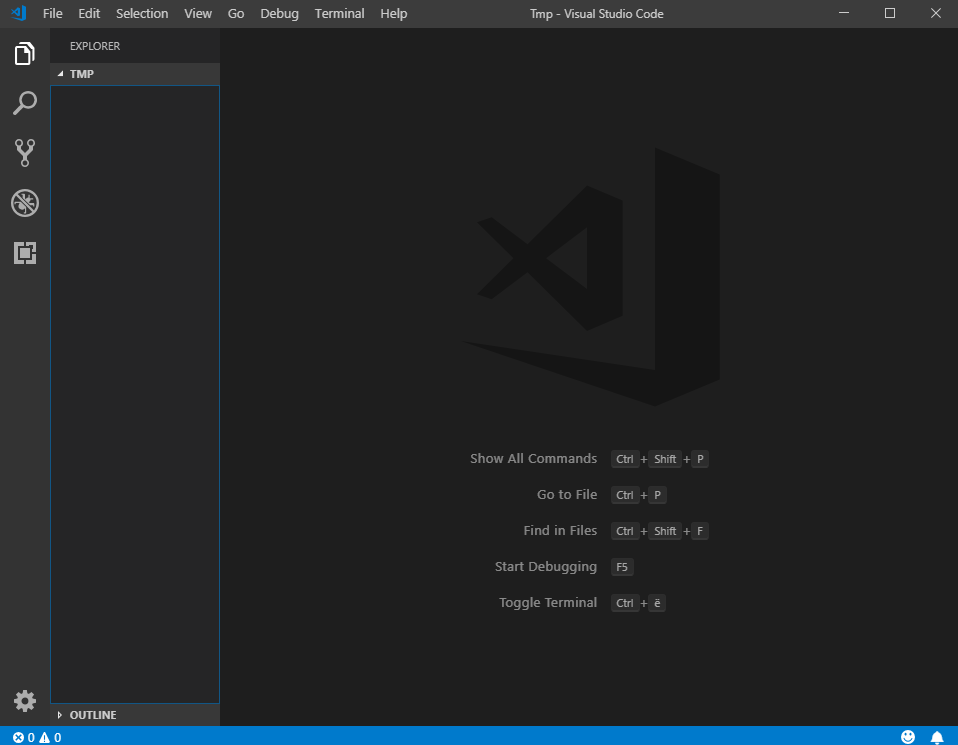 File Edit Selection View Go Debug Terminal Help Tmp - Visual Studio Code
EXPLORER
TMP
Show All Commands Ctrl + Shift + P
Go to File Ctrl + P
Find in Files Ctrl + Shift + F
Start Debugging F5
Toggle Terminal Ctrl + ë
OUTLINE
0 0